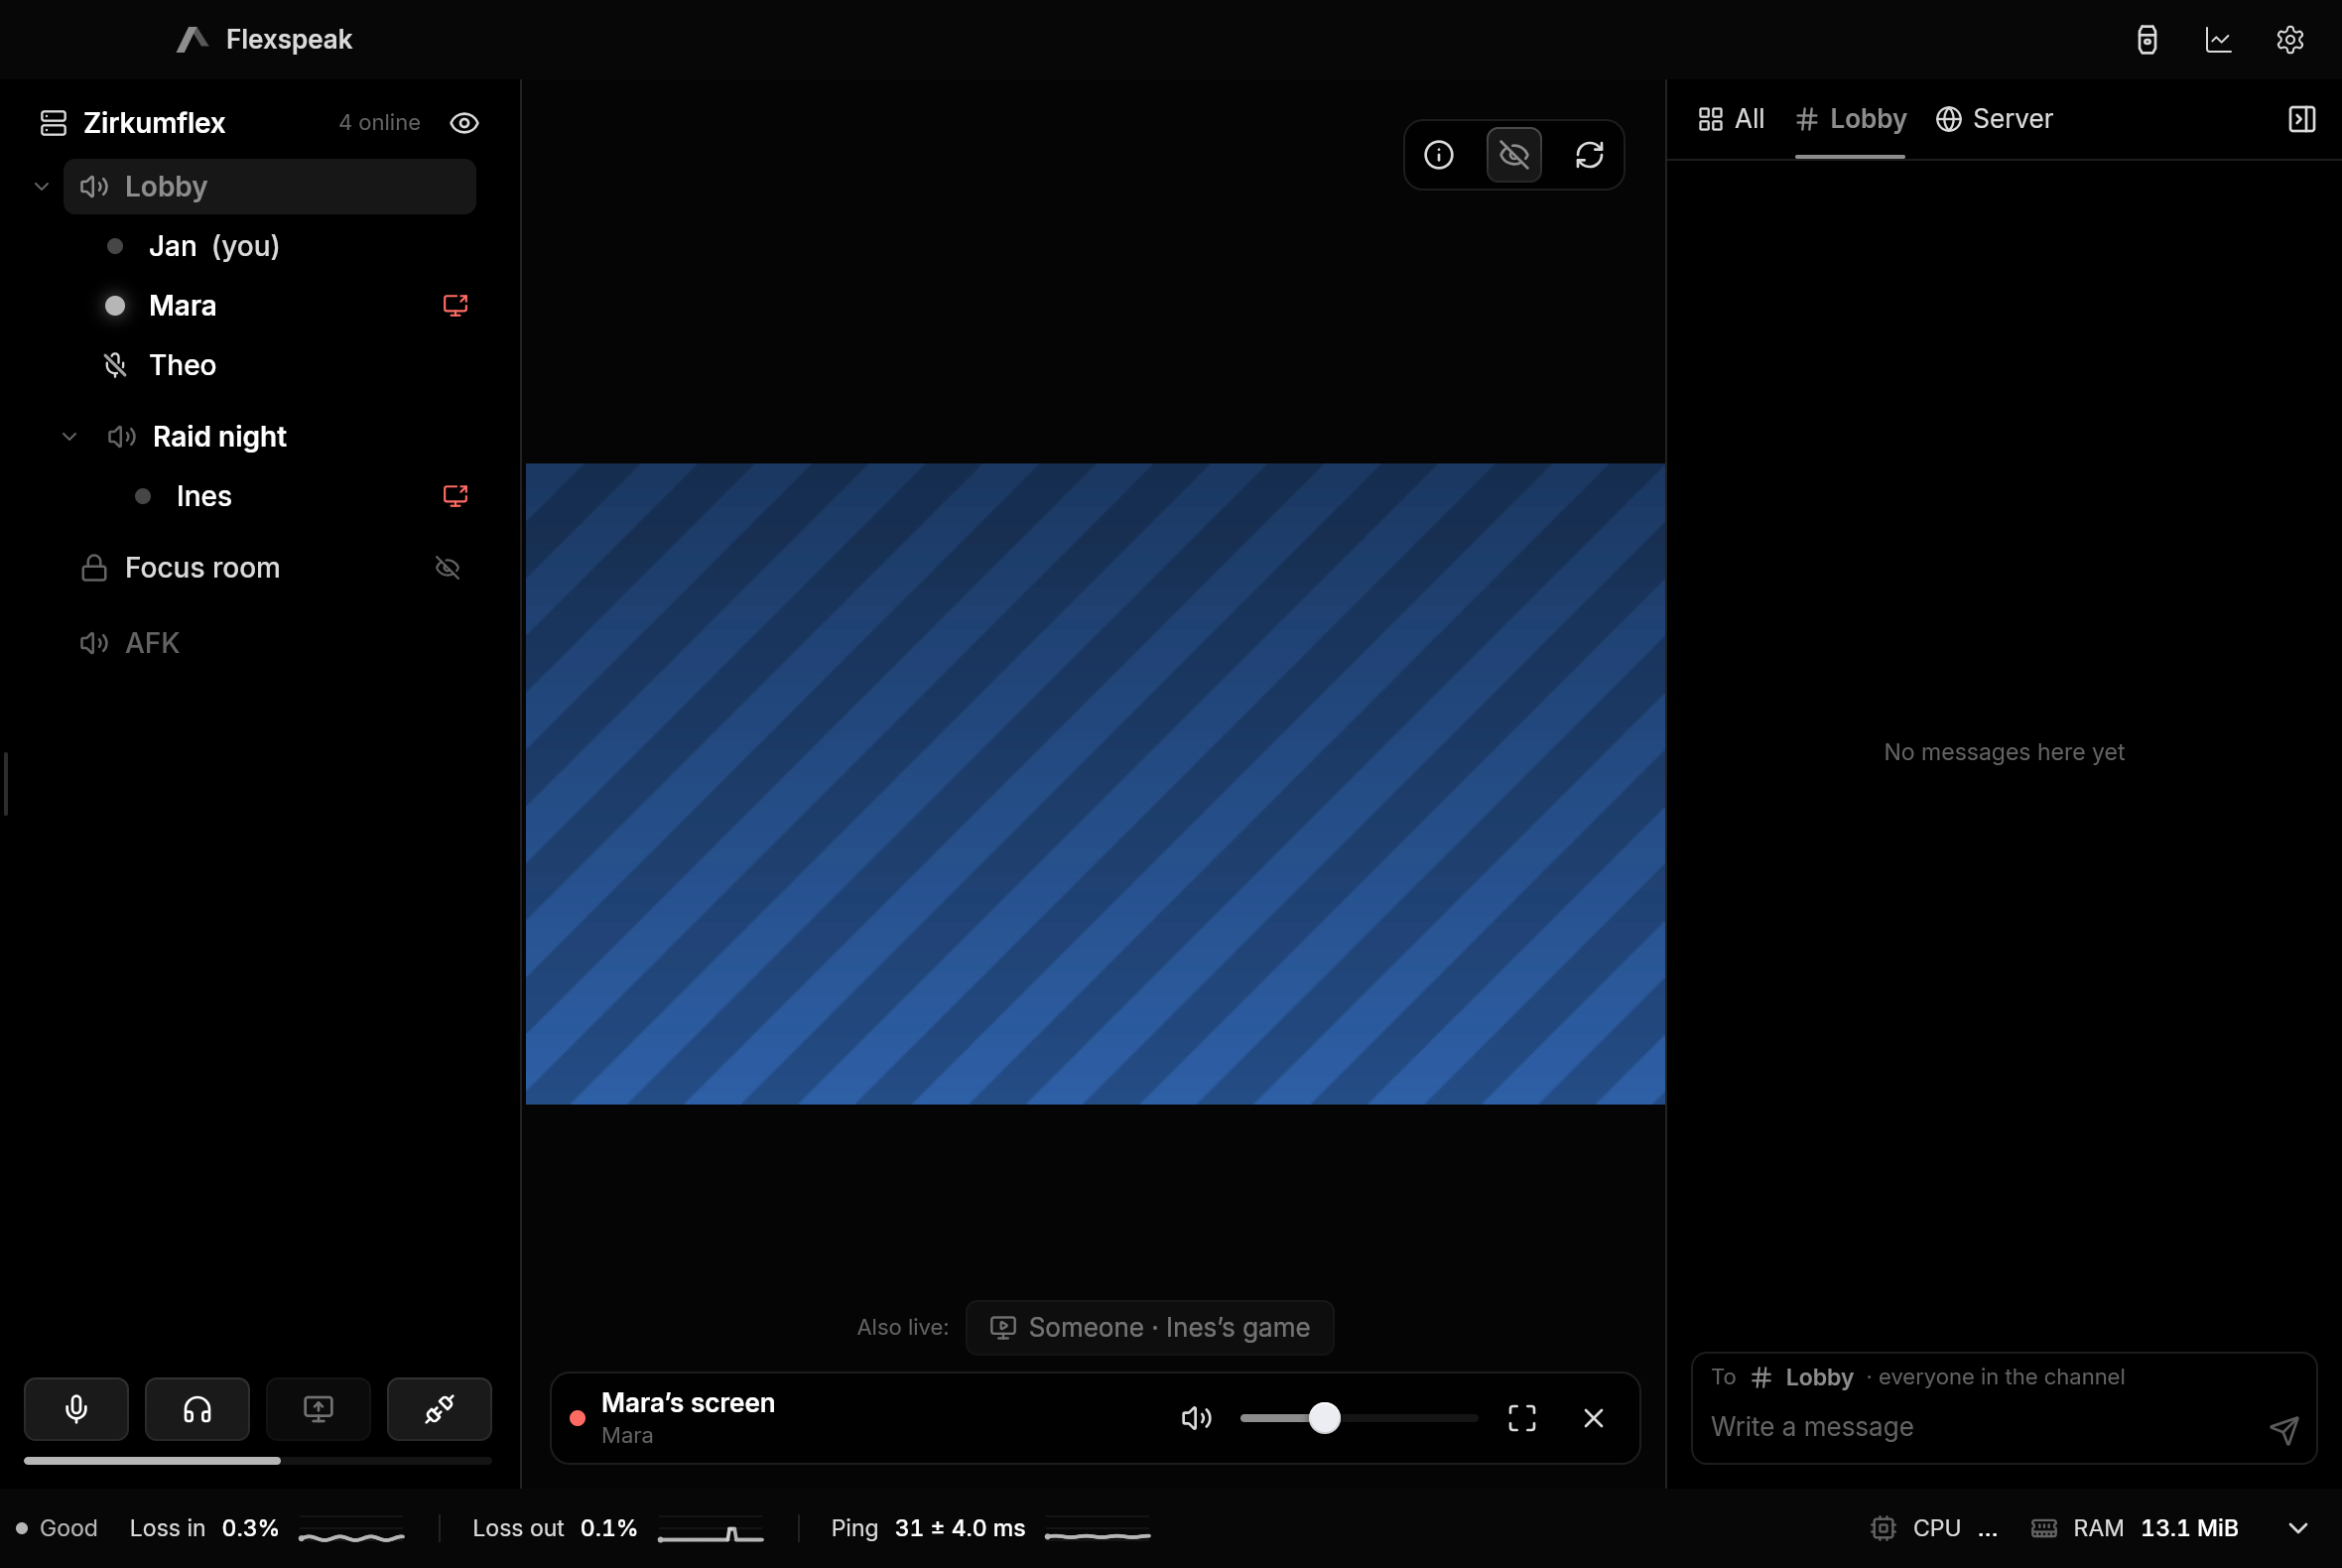 Flexspeak
Zirkumflex 4 online
Lobby
Jan (you)
Mara
Theo
Raid night
Ines
Focus room
AFK
All Lobby Server
No messages here yet
Also live: Someone · Ines’s game
Mara’s screen
Mara
To # Lobby · everyone in the channel
Write a message
Good Loss in 0.3% Loss out 0.1% Ping 31 ± 4.0 ms CPU ... RAM 13.1 MiB